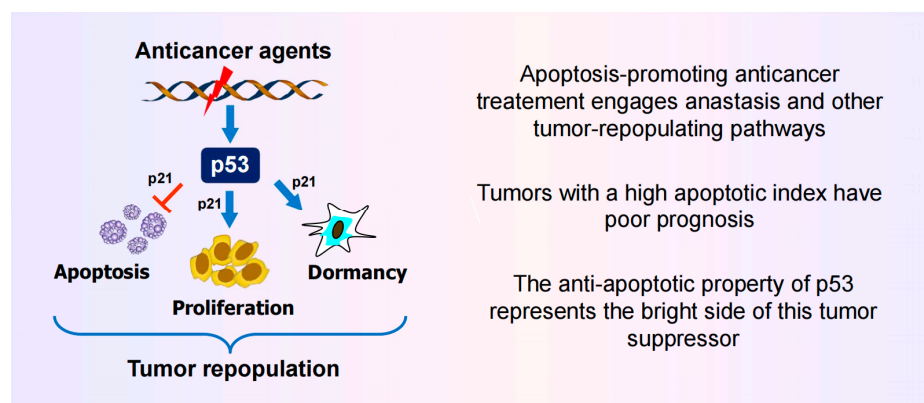 Anticancer agents
p53
p21
p21
p21
Apoptosis
Proliferation
Dormancy
Tumor repopulation
Apoptosis-promoting anticancer
treatement engages anastasis and other
tumor-repopulating pathways
Tumors with a high apoptotic index have
poor prognosis
The anti-apoptotic property of p53
represents the bright side of this tumor
suppressor